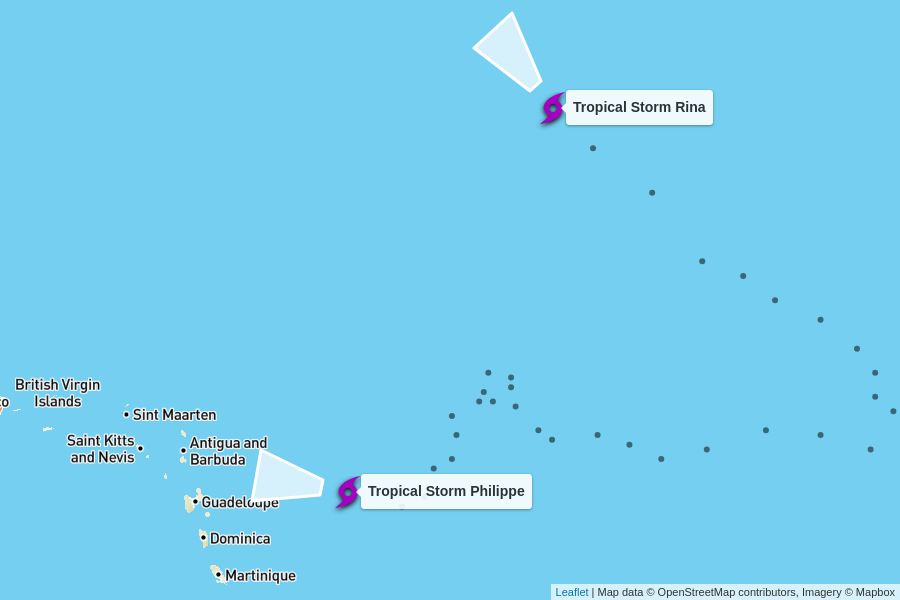 Tropical Storm Rina
British Virgin
Islands
to
Sint Maarten
Saint Kitts
and Nevis
Antigua and
Barbuda
Tropical Storm Philippe
Guadeloupe
Dominica
Martinique
Leaflet | Map data © OpenStreetMap contributors, Imagery © Mapbox